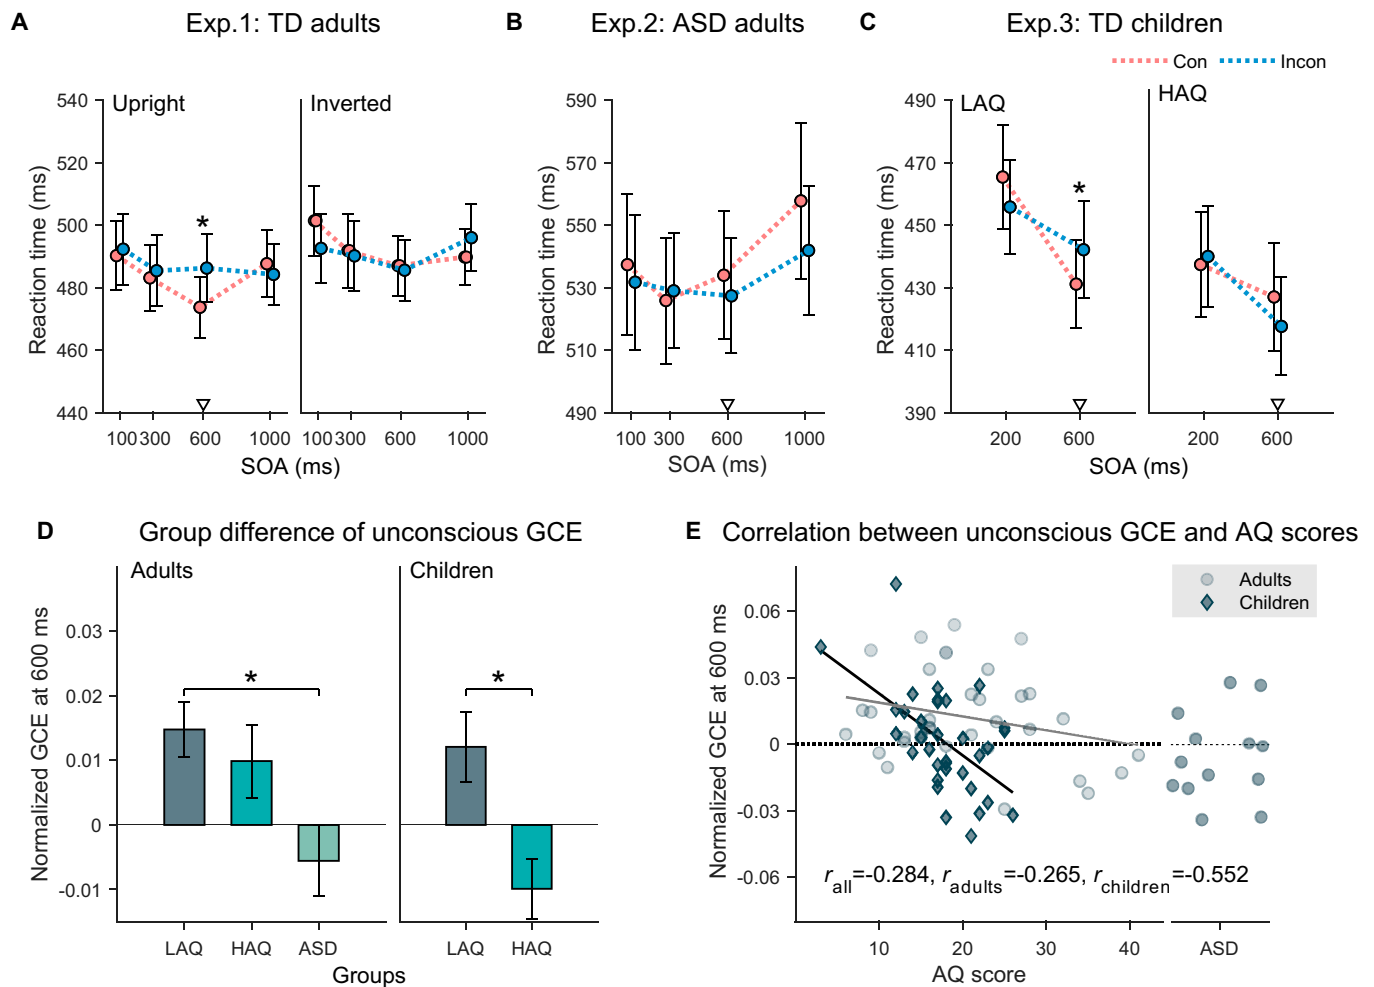 A Exp.1: TD adults
B Exp.2: ASD adults
C Exp.3: TD children
Con Incon
Upright
Inverted
LAQ
HAQ
Reaction time (ms)
540
520
500
480
460
440
*
100 300 600 1000
100 300 600 1000
SOA (ms)
Reaction time (ms)
590
570
550
530
510
490
100 300 600 1000
SOA (ms)
Reaction time (ms)
490
470
450
430
410
390
*
200 600
200 600
SOA (ms)
D Group difference of unconscious GCE
Adults
Children
Normalized GCE at 600 ms
0.03
0.02
0.01
0
-0.01
*
*
LAQ HAQ ASD
LAQ HAQ
Groups
E Correlation between unconscious GCE and AQ scores
Adults
Children
Normalized GCE at 600 ms
0.06
0.03
0
-0.03
-0.06
r all=-0.284, r adults=-0.265, r children=-0.552
10 20 30 40 ASD
AQ score